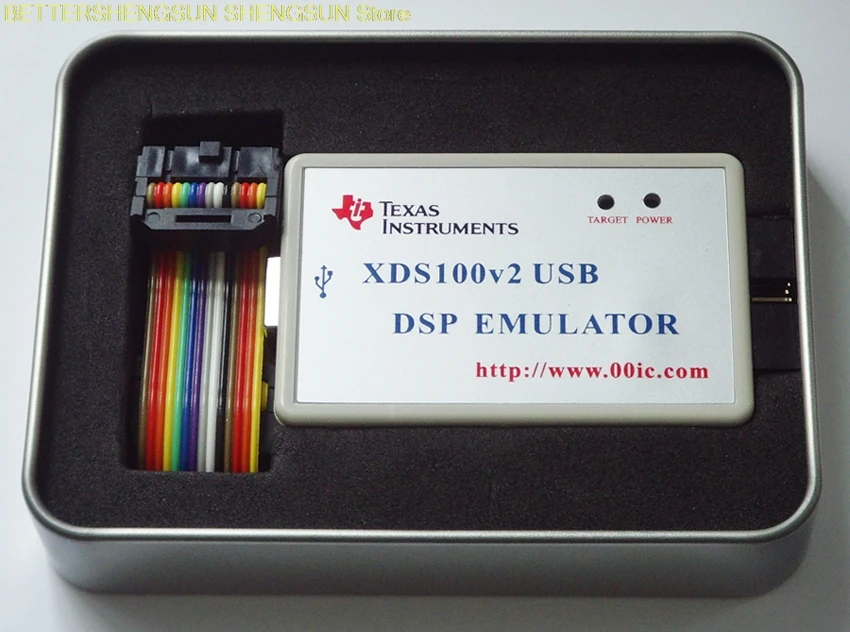 BETTERSHENGSUN SHENGSUN Store
TEXAS
INSTRUMENTS
TARGET POWER
XDS100v2 USB
DSP EMULATOR
http://www.00ic.com